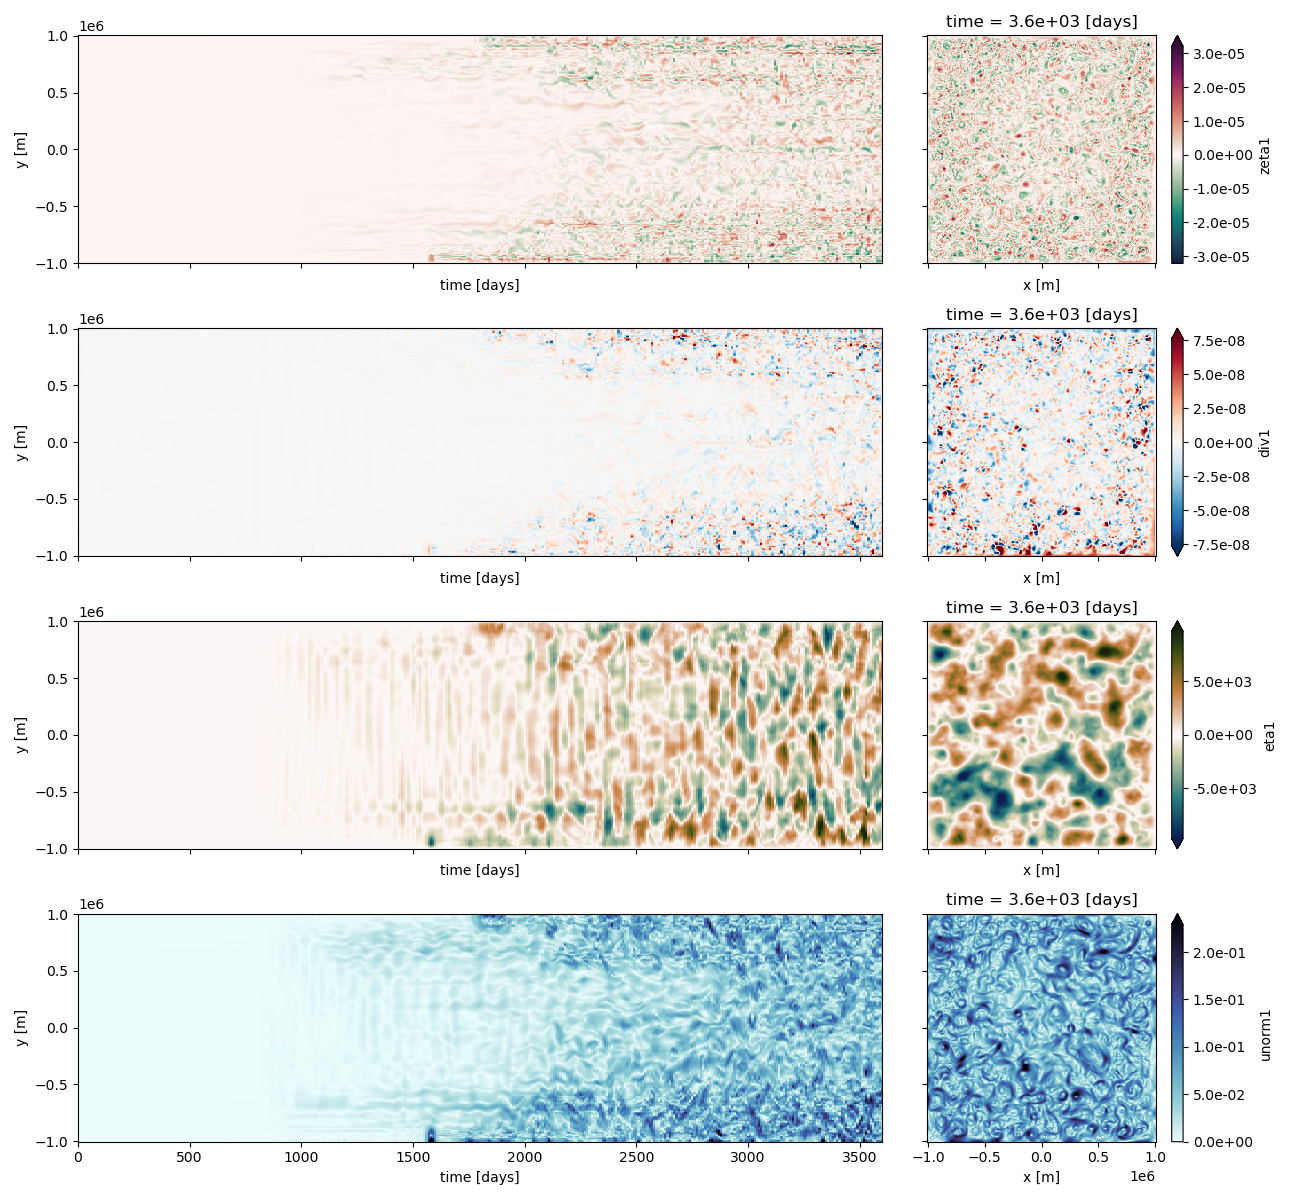 1e6
time = 3.6e+03 [days]
1.0
0.5
0.0
−0.5
−1.0
y [m]
time [days]
x [m]
3.0e-05
2.0e-05
1.0e-05
0.0e+00
-1.0e-05
-2.0e-05
-3.0e-05
zeta1
1e6
time = 3.6e+03 [days]
1.0
0.5
0.0
−0.5
−1.0
y [m]
time [days]
x [m]
7.5e-08
5.0e-08
2.5e-08
0.0e+00
-2.5e-08
-5.0e-08
-7.5e-08
div1
1e6
time = 3.6e+03 [days]
1.0
0.5
0.0
−0.5
−1.0
y [m]
time [days]
x [m]
5.0e+03
0.0e+00
-5.0e+03
eta1
1e6
time = 3.6e+03 [days]
1.0
0.5
0.0
−0.5
−1.0
y [m]
0 500 1000 1500 2000 2500 3000 3500
time [days]
−1.0 −0.5 0.0 0.5 1.0
x [m]
1e6
2.0e-01
1.5e-01
1.0e-01
5.0e-02
0.0e+00
unorm1